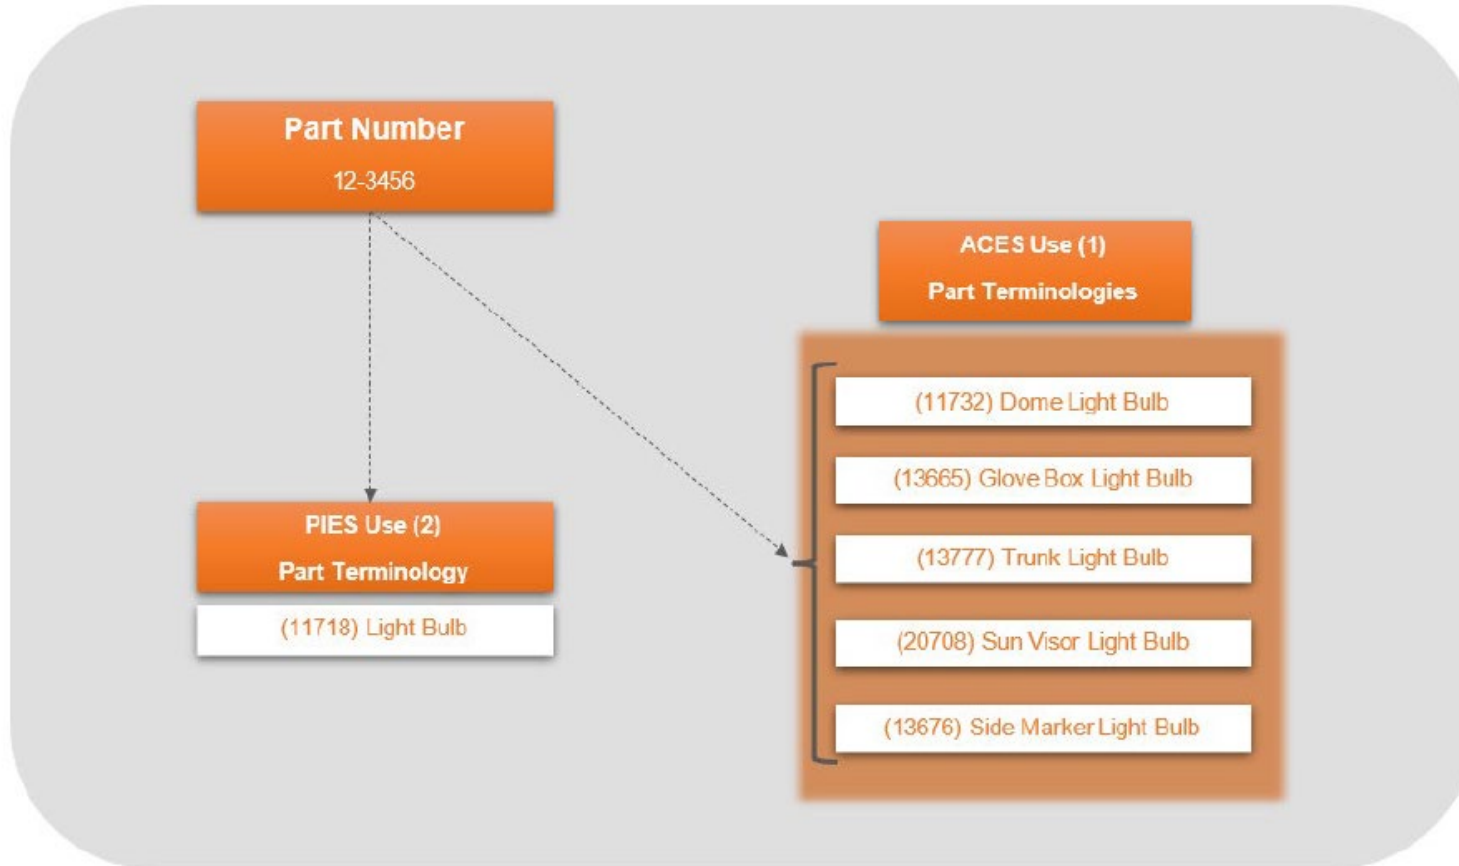 Part Number
12-3456
ACES Use (1)
Part Terminologies
(11732) Dome Light Bulb
(13665) Glove Box Light Bulb
(13777) Trunk Light Bulb
(20708) Sun Visor Light Bulb
(13676) Side Marker Light Bulb
PIES Use (2)
Part Terminology
(11718) Light Bulb